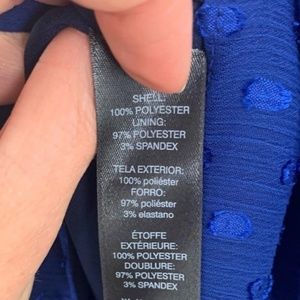 SHELL:
100% POLYESTER
LINING:
97% POLYESTER
3% SPANDEX
TELA EXTERIOR:
100% poliéster
FORRO:
97% poliéster
3% elastano
ÉTOFFE
EXTÉRIEURE:
100% POLYESTER
DOUBLURE:
97% POLYESTER
3% SPANDEX